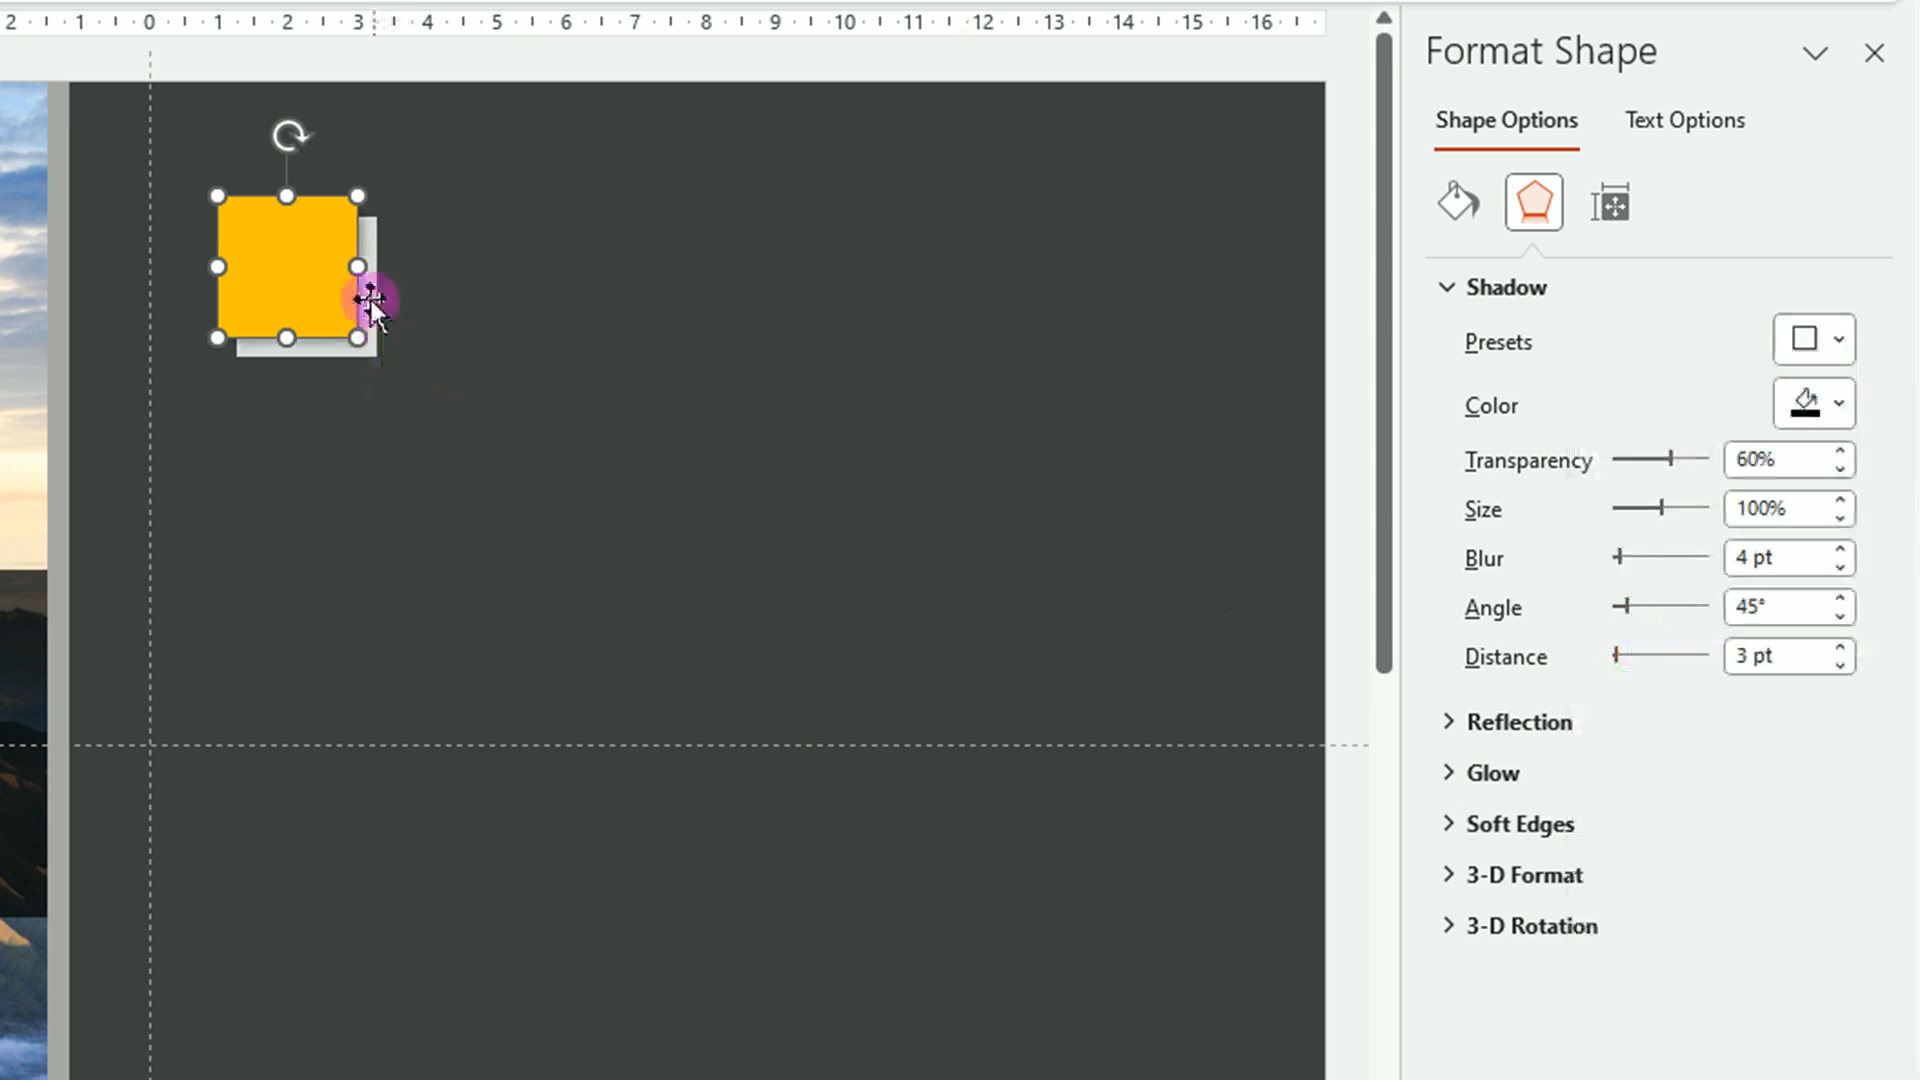 2 1 0 1 2 3 4 5 6 7 8 9 10 11 12 13 14 15 16
Format Shape
Shape Options Text Options
Shadow
Presets
Color
Transparency 60%
Size 100%
Blur 4 pt
Angle 45°
Distance 3 pt
Reflection
Glow
Soft Edges
3-D Format
3-D Rotation